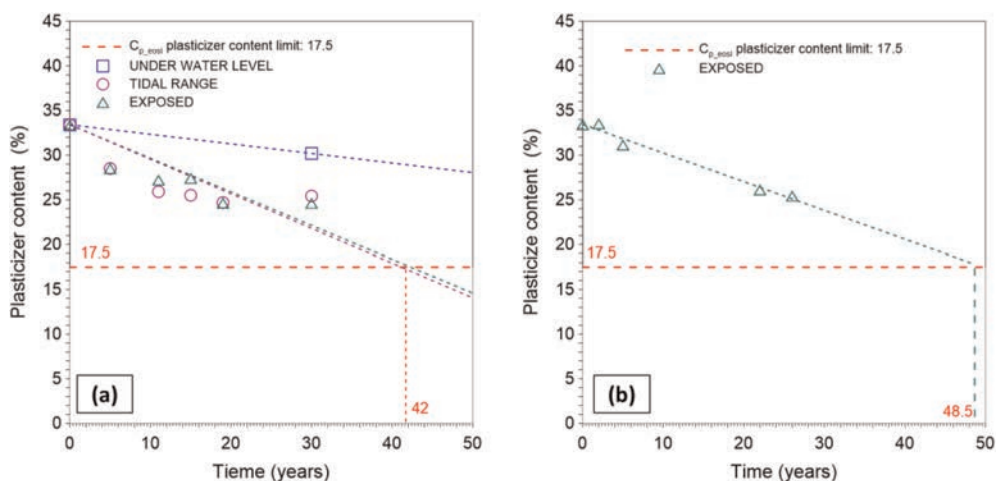 45
40
35
30
25
20
15
10
5
0
Plasticizer content (%)
C_p_eosl plasticizer content limit: 17.5
UNDER WATER LEVEL
TIDAL RANGE
EXPOSED
17.5
42
(a)
0 10 20 30 40 50
Tieme (years)
45
40
35
30
25
20
15
10
5
0
Plasticize content (%)
C_p_eosl plasticizer content limit: 17.5
EXPOSED
17.5
48.5
(b)
0 10 20 30 40 50
Time (years)